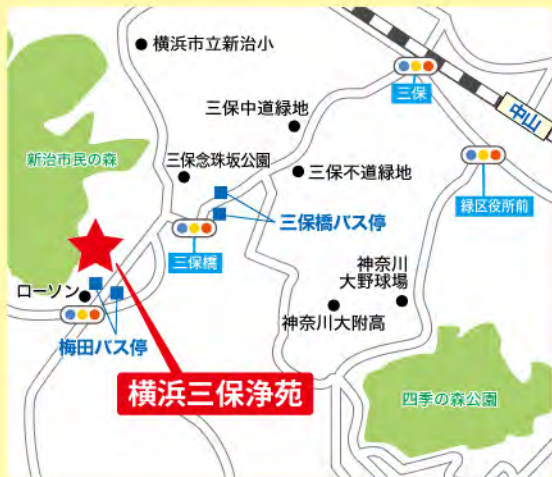 横浜市立新治小
三保
中山
三保中道緑地
新治市民の森
三保念珠坂公園
三保不道緑地
緑区役所前
三保橋バス停
三保橋
神奈川
大野球場
ローソン
神奈川大附高
梅田バス停
横浜三保浄苑
四季の森公園